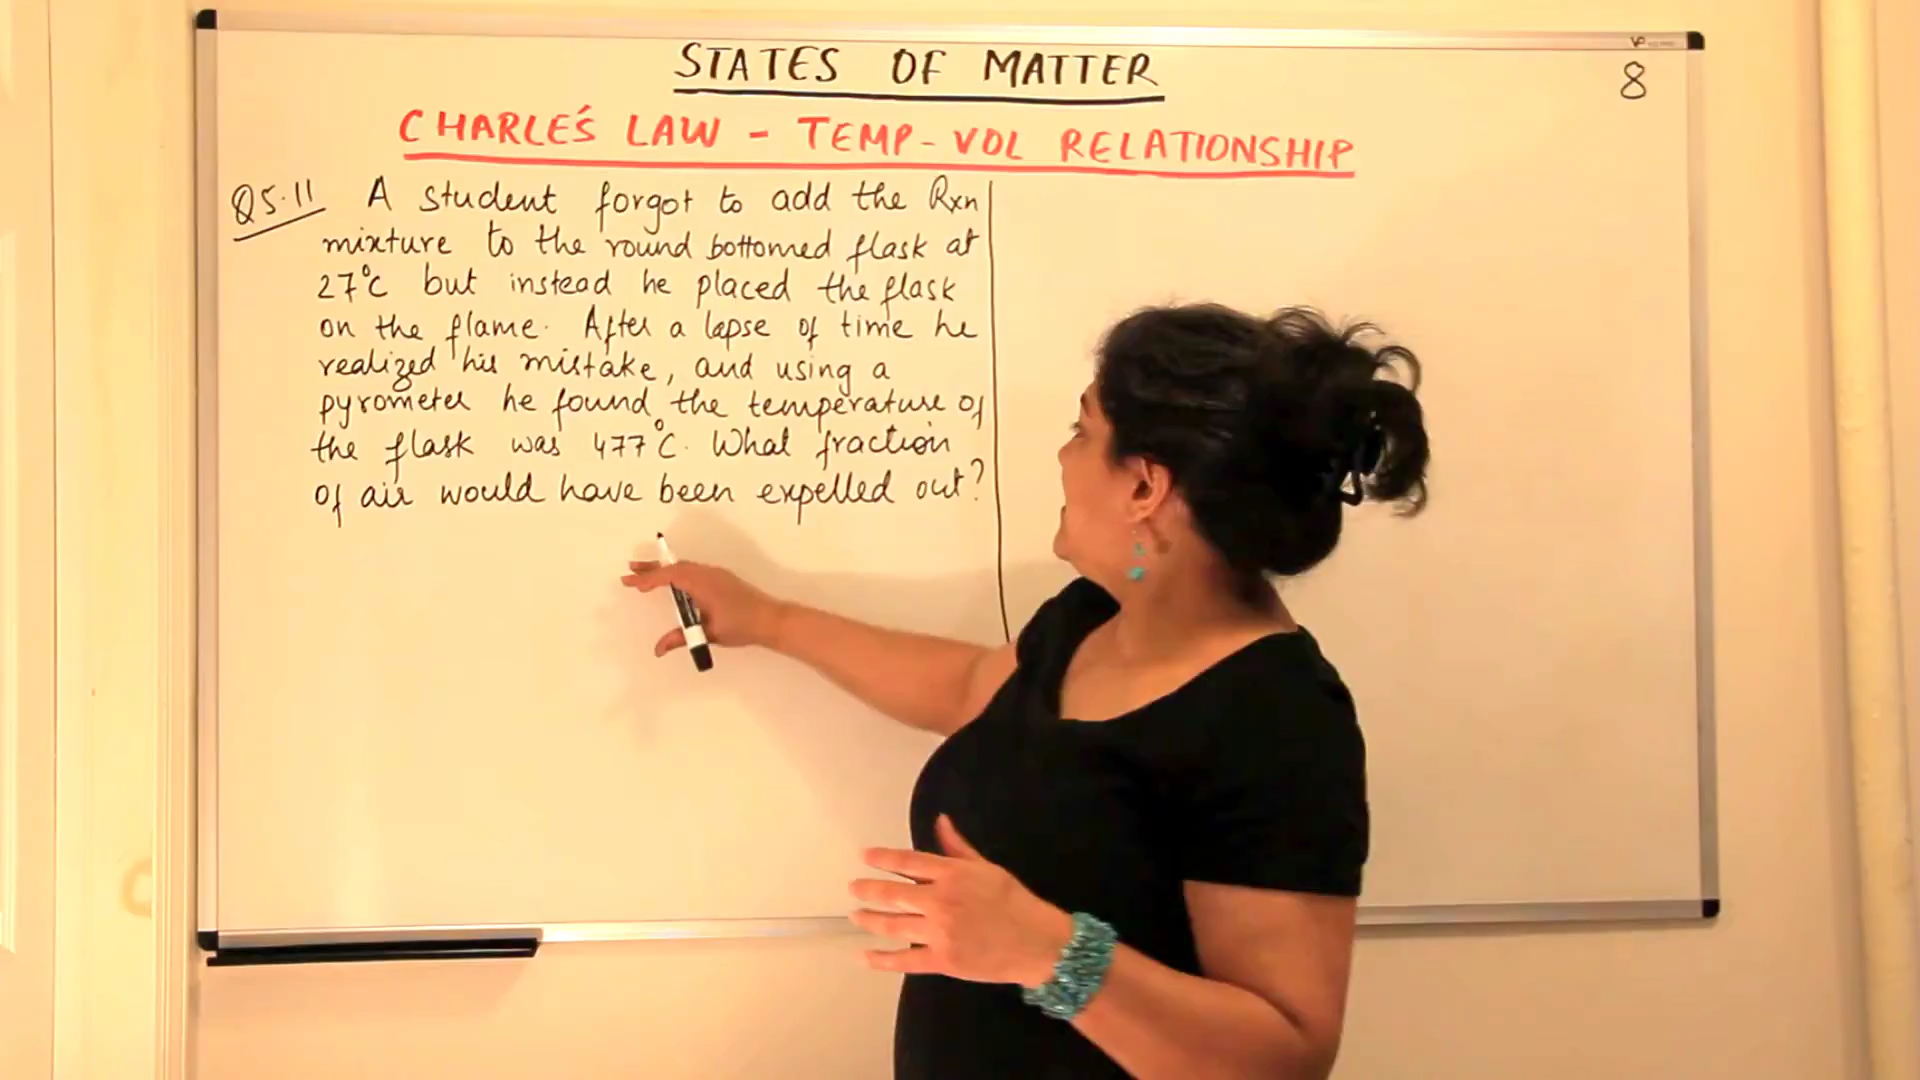 STATES OF MATTER
8
CHARLE'S LAW - TEMP-VOL RELATIONSHIP
Q5.11 A student forgot to add the Rxn
mixture to the round bottomed flask at
27°C but instead he placed the flask
on the flame. After a lapse of time he
realized his mistake, and using a
pyrometer he found the temperature of
the flask was 477°C. What fraction
of air would have been expelled out?